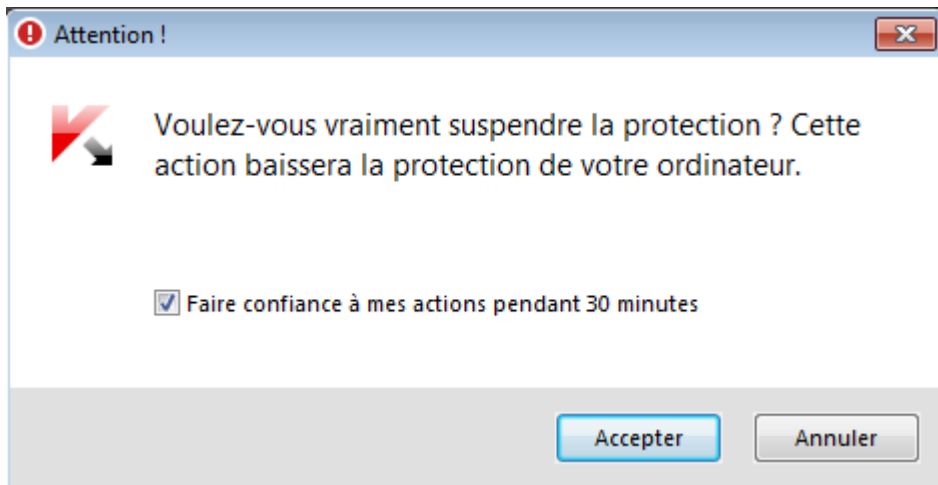 Attention !
Voulez-vous vraiment suspendre la protection ? Cette
action baissera la protection de votre ordinateur.
Faire confiance à mes actions pendant 30 minutes
Accepter
Annuler